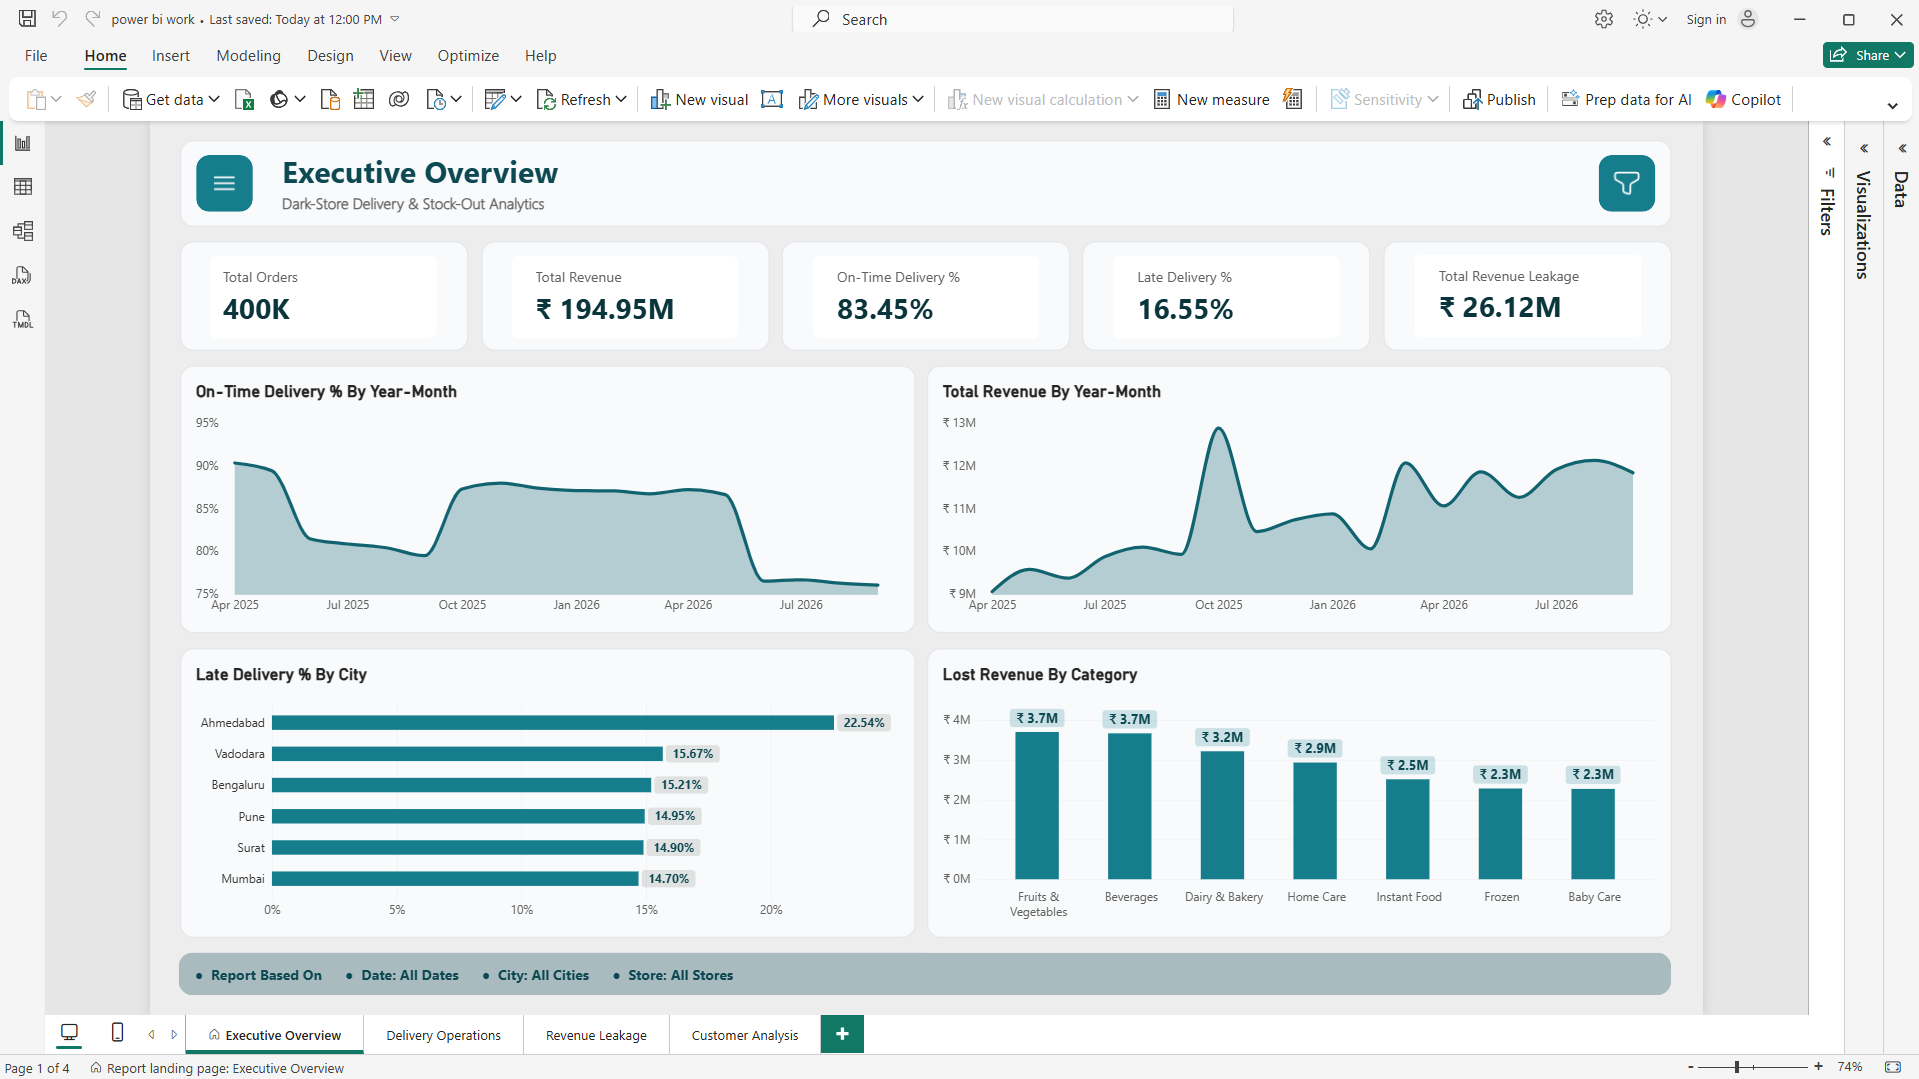 power bi work • Last saved: Today at 12:00 PM
Search
Sign in
File Home Insert Modeling Design View Optimize Help
Share
Get data
Refresh
New visual
More visuals
New visual calculation
New measure
Sensitivity
Publish
Prep data for AI
Copilot
DAX
TMDL
Executive Overview
Dark-Store Delivery & Stock-Out Analytics
Total Orders
400K
Total Revenue
₹ 194.95M
On-Time Delivery %
83.45%
Late Delivery %
16.55%
Total Revenue Leakage
₹ 26.12M
On-Time Delivery % By Year-Month
95%
90%
85%
80%
75%
Apr 2025 Jul 2025 Oct 2025 Jan 2026 Apr 2026 Jul 2026
Total Revenue By Year-Month
₹ 13M
₹ 12M
₹ 11M
₹ 10M
₹ 9M
Apr 2025 Jul 2025 Oct 2025 Jan 2026 Apr 2026 Jul 2026
Late Delivery % By City
Ahmedabad 22.54%
Vadodara 15.67%
Bengaluru 15.21%
Pune 14.95%
Surat 14.90%
Mumbai 14.70%
0% 5% 10% 15% 20%
Lost Revenue By Category
₹ 4M
₹ 3M
₹ 2M
₹ 1M
₹ 0M
₹ 3.7M ₹ 3.7M ₹ 3.2M ₹ 2.9M ₹ 2.5M ₹ 2.3M ₹ 2.3M
Fruits & Vegetables Beverages Dairy & Bakery Home Care Instant Food Frozen Baby Care
• Report Based On • Date: All Dates • City: All Cities • Store: All Stores
Filters
Visualizations
Data
Executive Overview Delivery Operations Revenue Leakage Customer Analysis +
Page 1 of 4 Report landing page: Executive Overview
- + 74%